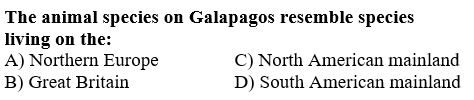 The animal species on Galapagos resemble species
living on the:
A) Northern Europe C) North American mainland
B) Great Britain D) South American mainland